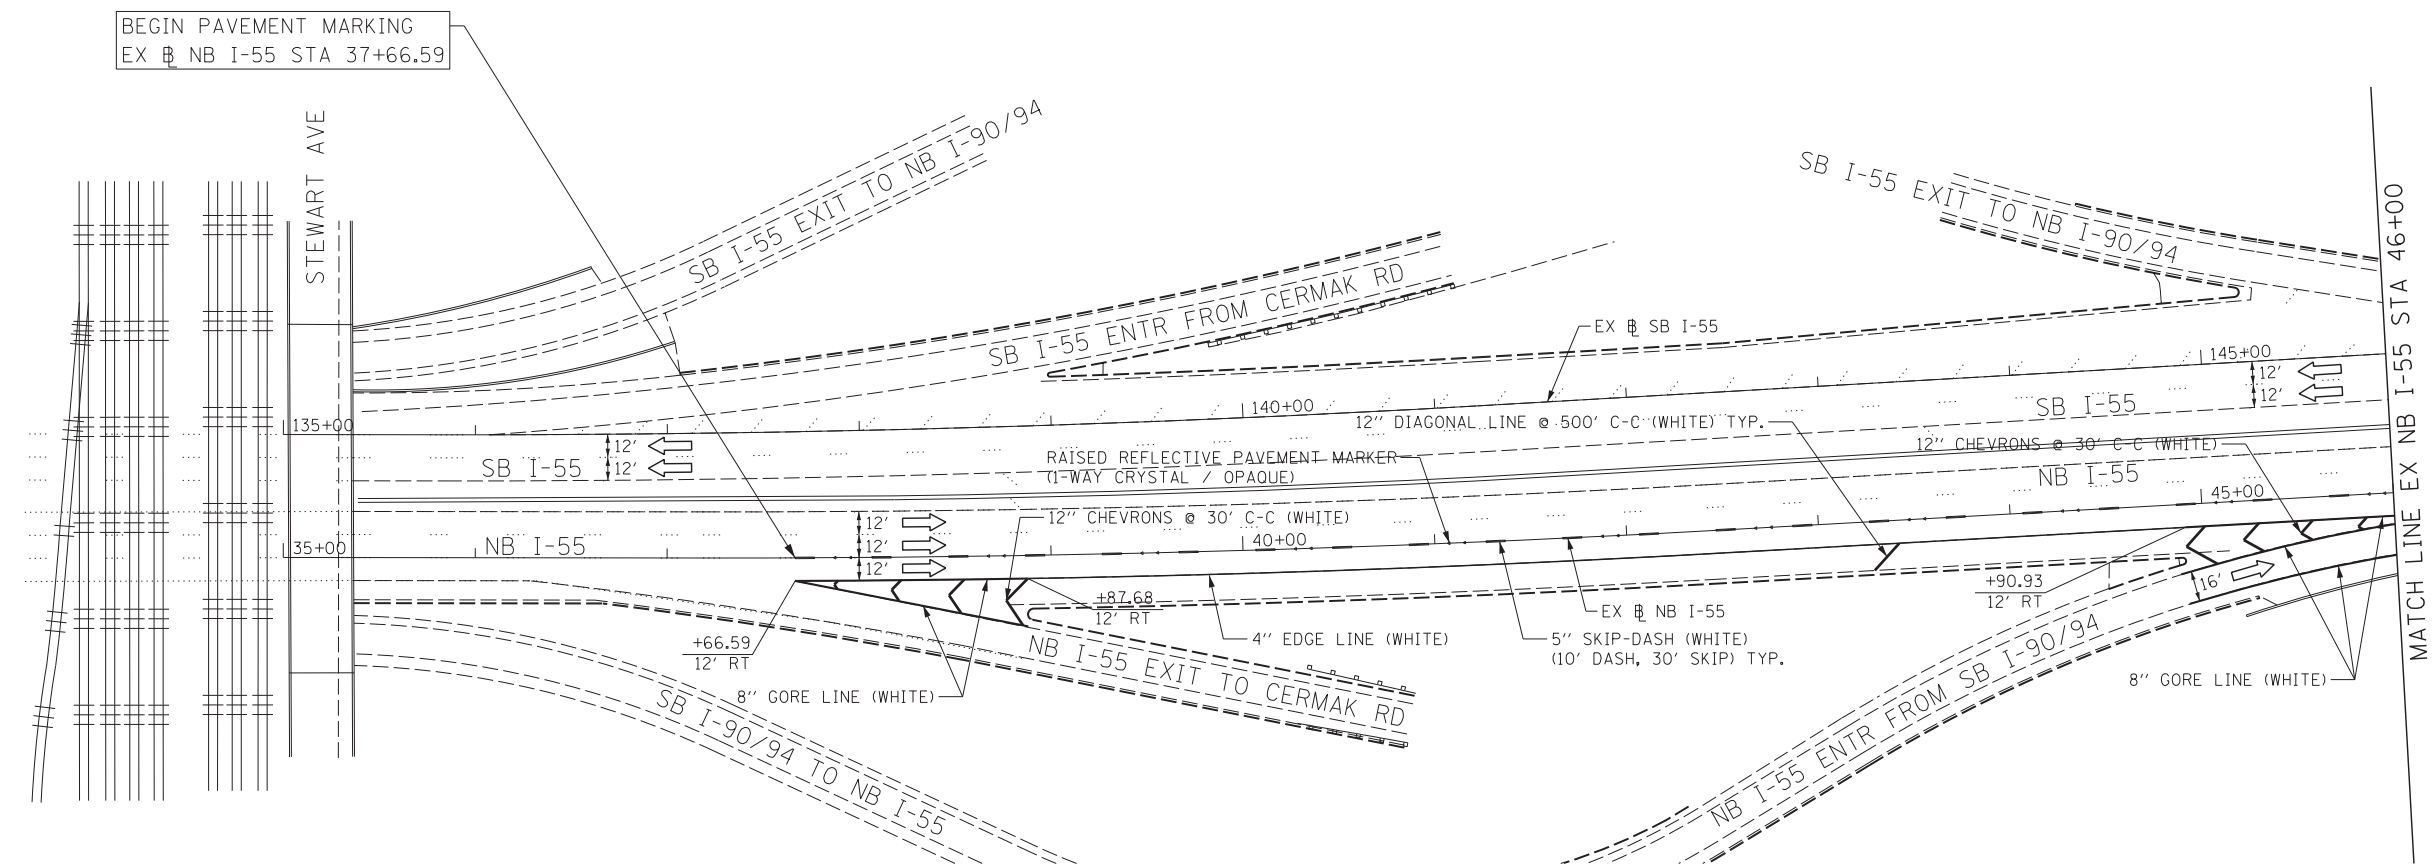 BEGIN PAVEMENT MARKING
EX ⅊ NB I-55 STA 37+66.59
STEWART AVE
SB I-55 EXIT TO NB I-90/94
SB I-55 EXIT TO NB I-90/94
SB I-55 ENTR FROM CERMAK RD
EX ⅊ SB I-55
145+00
12'
12'
140+00
SB I-55
12'' DIAGONAL LINE @ 500' C-C (WHITE) TYP.
135+00
12'
12'
SB I-55
12'' CHEVRONS @ 30' C-C (WHITE)
RAISED REFLECTIVE PAVEMENT MARKER
(1-WAY CRYSTAL / OPAQUE)
NB I-55
45+00
12'' CHEVRONS @ 30' C-C (WHITE)
12'
12'
12'
40+00
35+00
NB I-55
+90.93
12' RT
16'
+87.68
12' RT
EX ⅊ NB I-55
+66.59
12' RT
4'' EDGE LINE (WHITE)
5'' SKIP-DASH (WHITE)
(10' DASH, 30' SKIP) TYP.
8'' GORE LINE (WHITE)
NB I-55 EXIT TO CERMAK RD
8'' GORE LINE (WHITE)
SB I-90/94 TO NB I-55
NB I-55 ENTR FROM SB I-90/94
MATCH LINE EX NB I-55 STA 46+00